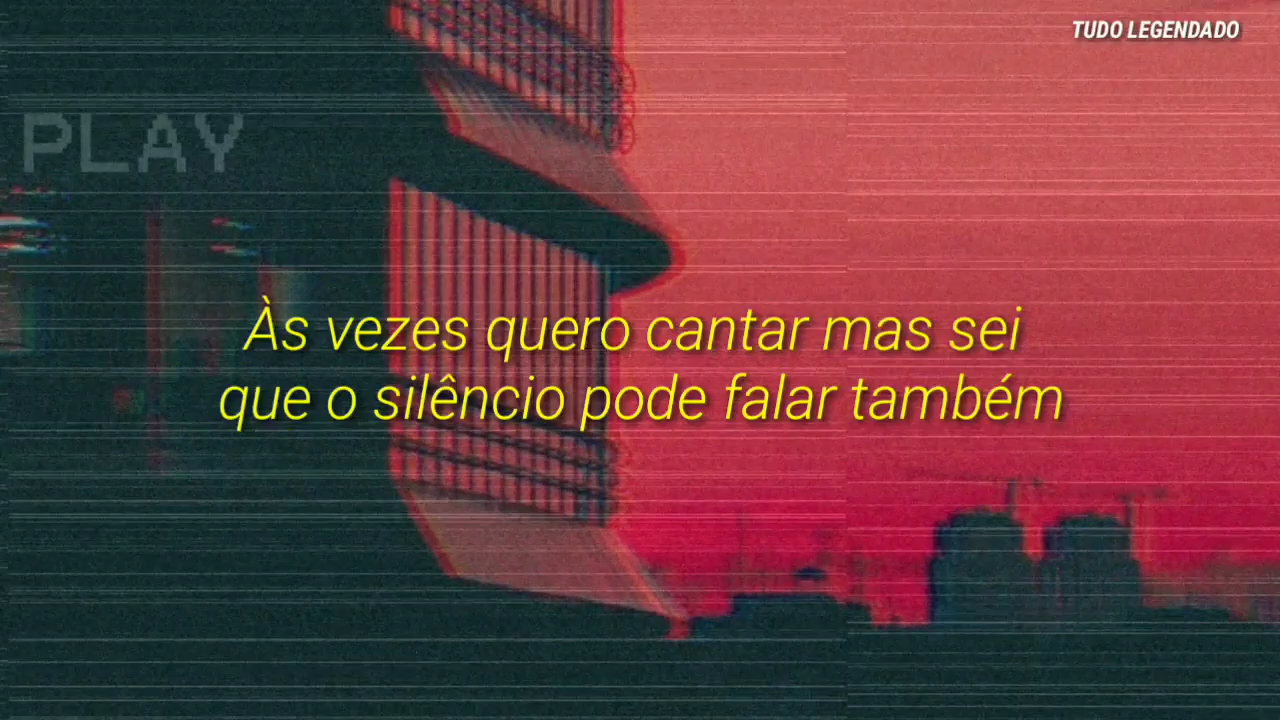 TUDO LEGENDADO
PLAY
Às vezes quero cantar mas sei
que o silêncio pode falar também